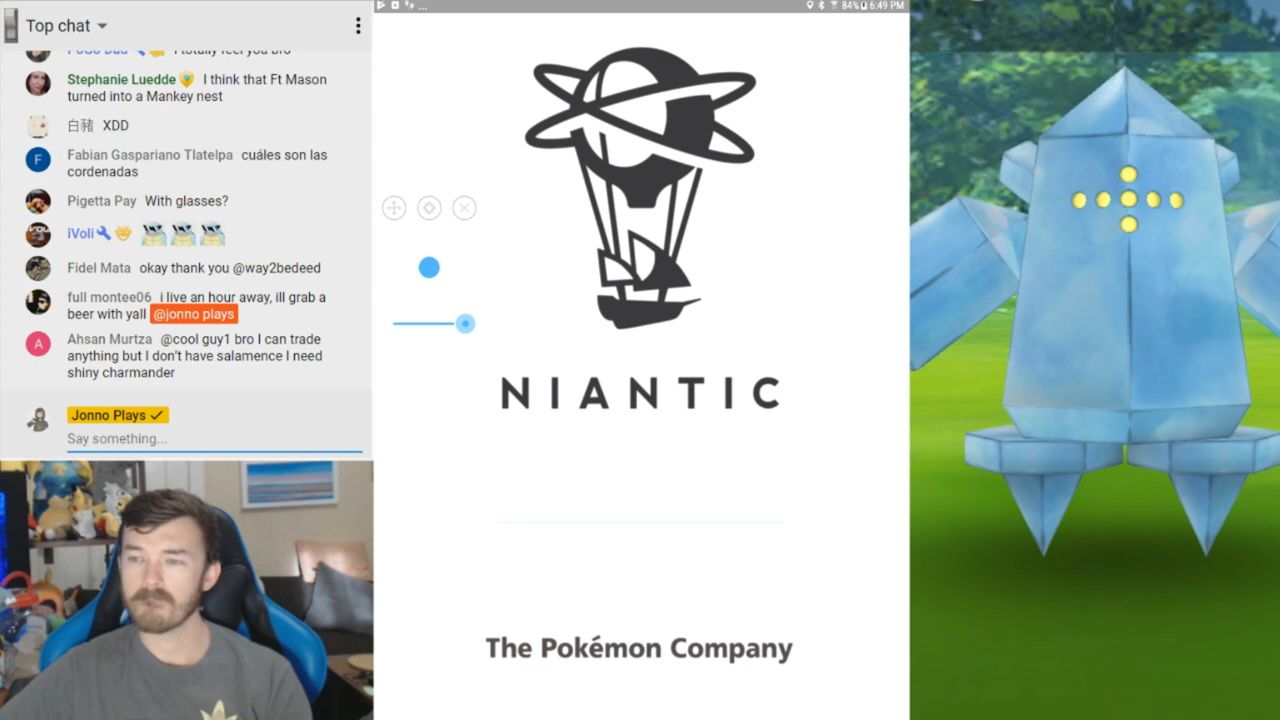 Top chat
I totally feel you bro
Stephanie Luedde I think that Ft Mason
turned into a Mankey nest
白豬 XDD
Fabian Gaspariano Tlatelpa cuáles son las
cordenadas
Pigetta Pay With glasses?
iVoli
Fidel Mata okay thank you @way2bedeed
full montee06 i live an hour away, ill grab a
beer with yall @jonno plays
Ahsan Murtza @cool guy1 bro I can trade
anything but I don't have salamence I need
shiny charmander
Jonno Plays
Say something...
... 84% 6:49 PM
NIANTIC
The Pokémon Company